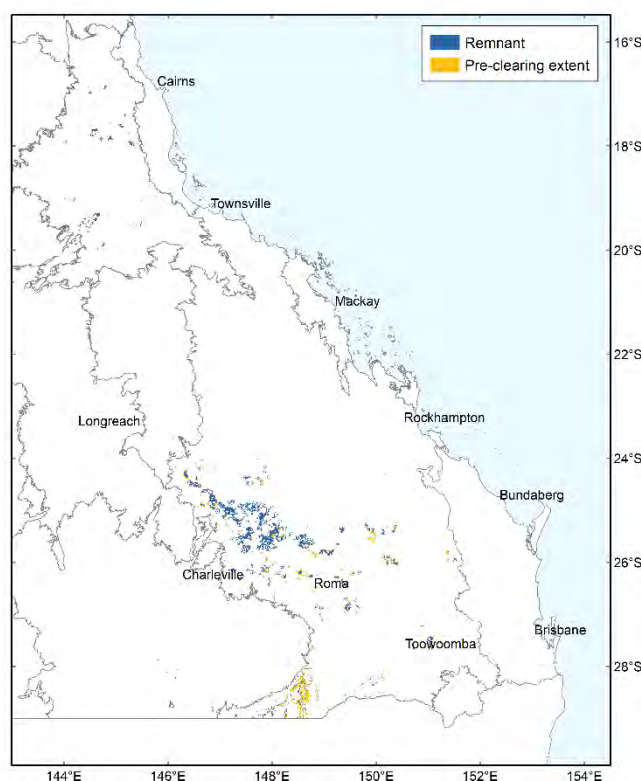 Remnant
Pre-clearing extent
16°S
Cairns
18°S
Townsville
20°S
Mackay
22°S
Longreach
Rockhampton
24°S
Bundaberg
26°S
Charleville
Roma
Toowoomba
Brisbane
28°S
144°E 146°E 148°E 150°E 152°E 154°E